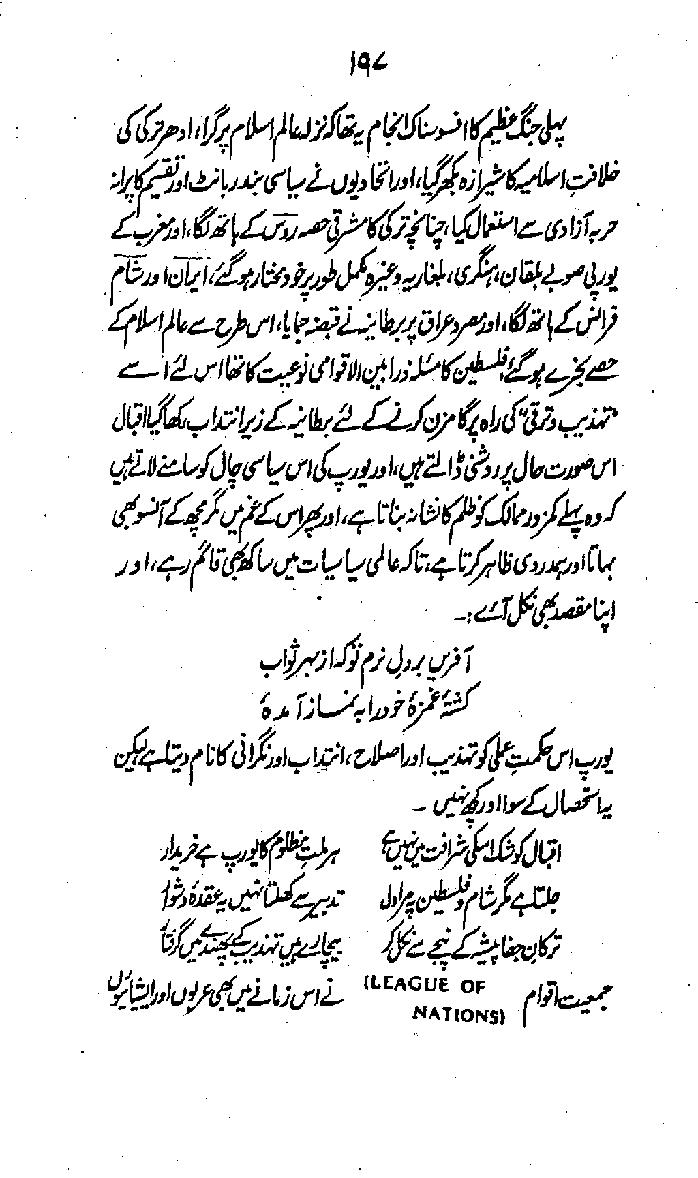 ۱۹۸
پہلی جنگ عظیم کا افسوسناک انجام یہ تھا کہ نزلہ عالم اسلام پر گرا، ادھر ترکی کی
خلافتِ اسلامیہ کا شیرازہ بکھر گیا، اور اتحادیوں نے سیاسی بندر بانٹ اور تقسیم کا پرانہ
حربہ آزادی سے استعمال کیا، چنانچہ ترکی کا مشرقی حصہ روس کے ہاتھ لگا، اور مغرب کے
یورپی صوبے بلقان، ہنگری، بلغاریہ وغیرہ مکمل طور پر خود مختار ہو گئے، ایران اور شام
فرانس کے ہاتھ لگا، اور مصر و عراق پر برطانیہ نے قبضہ جمایا، اس طرح سے عالم اسلام کے
حصے بخرے ہو گئے، فلسطین کا مسئلہ ذرا بین الاقوامی نوعیت کا تھا اس لئے اسے
"تہذیب و ترقی" کی راہ پر گامزن کرنے کے لئے برطانیہ کے زیر انتداب رکھا گیا اقبال
اس صورت حال پر روشنی ڈالتے ہیں، اور یورپ کی اس سیاسی چال کو سامنے لاتے ہیں
کہ وہ پہلے کمزور ممالک کو ظلم کا نشانہ بناتا ہے، اور پھر اس کے غم میں مگرمچھ کے آنسو بھی
بہاتا اور ہمدردی ظاہر کرتا ہے، تاکہ عالمی سیاسیات میں ساکھ بھی قائم رہے، اور
اپنا مقصد بھی نکل آئے :۔
آفریں بر دلِ نرم تو کہ از بہرِ ثواب
کشتۂ غمزۂ خود را بہ نماز آمدہ
یورپ اس حکمتِ عملی کو تہذیب اور اصلاح، انتداب اور نگرانی کا نام دیتا ہے لیکن
یہ استحصال کے سوا اور کچھ نہیں ۔
اقبال کو شک اسکی شرافت میں نہیں ہے ہر ملتِ مظلوم کا یورپ ہے خریدار
جلتا ہے مگر شام و فلسطین پہ مرا دل تدبیر سے کھلتا نہیں یہ عقدۂ دشوار
ترکانِ جفا پیشہ کے پنجے سے نکل کر بیچارے ہیں تہذیب کے پھندے میں گرفتار
جمعیت اقوام (LEAGUE OF NATIONS) نے اس زمانے میں بھی عربوں اور ایشیائیوں